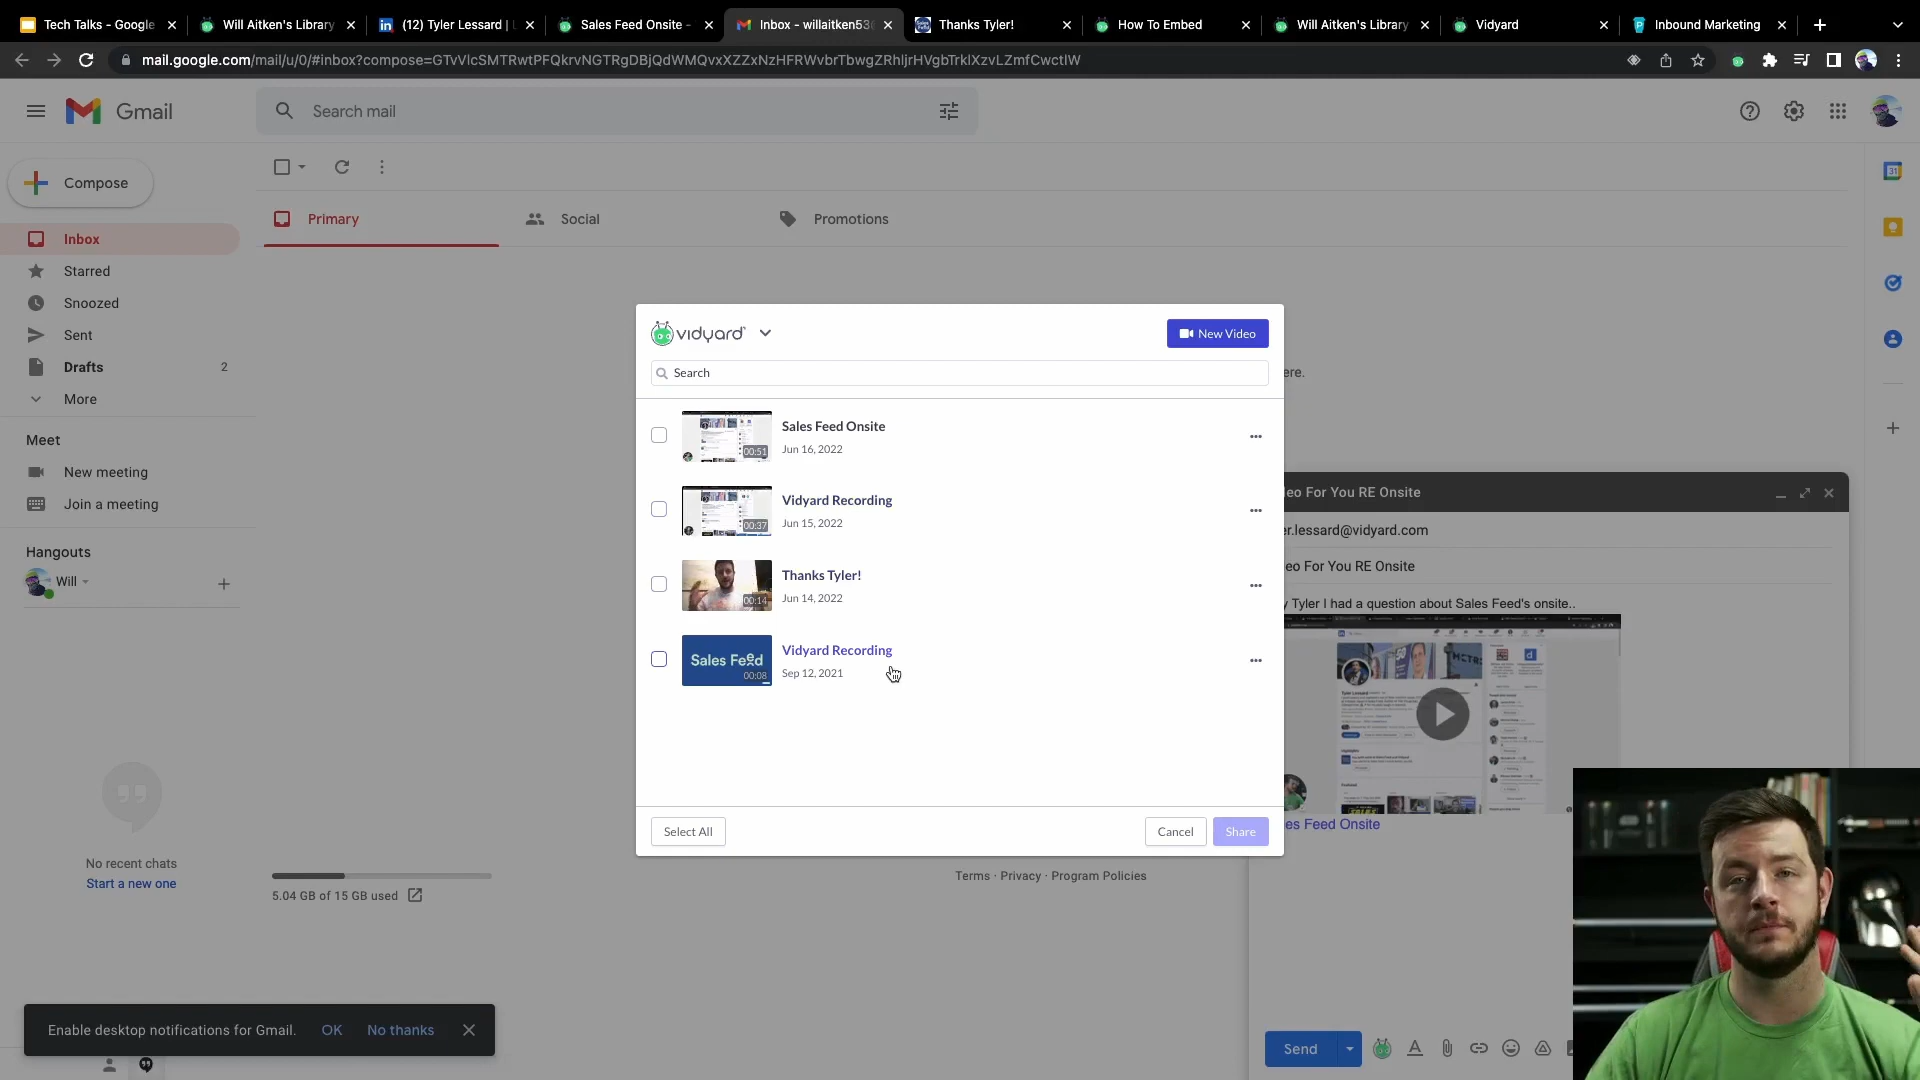 Tech Talks - Google
Will Aitken's Library
(12) Tyler Lessard |
Sales Feed Onsite -
Inbox - willaitken53
Thanks Tyler!
How To Embed
Will Aitken's Library
Vidyard
Inbound Marketing
mail.google.com/mail/u/0/#inbox?compose=GTvVlcSMTRwtPFQkrvNGTRgDBjQdWMQvxXZZxNzHFRWvbrTbwgZRhljrHVgbTrklXzvLZmfCwctlW
Gmail
Search mail
Compose
Primary
Social
Promotions
Inbox
Starred
Snoozed
Sent
Drafts 2
More
Meet
New meeting
Join a meeting
Hangouts
Will
No recent chats
Start a new one
5.04 GB of 15 GB used
Terms · Privacy · Program Policies
ere.
vidyard
New Video
Search
Sales Feed Onsite
Jun 16, 2022
00:51
Vidyard Recording
Jun 15, 2022
00:37
Thanks Tyler!
Jun 14, 2022
00:14
Sales Feed
00:08
Vidyard Recording
Sep 12, 2021
Select All
Cancel
Share
eo For You RE Onsite
er.lessard@vidyard.com
eo For You RE Onsite
y Tyler I had a question about Sales Feed's onsite..
es Feed Onsite
Send
31
Enable desktop notifications for Gmail.
OK
No thanks